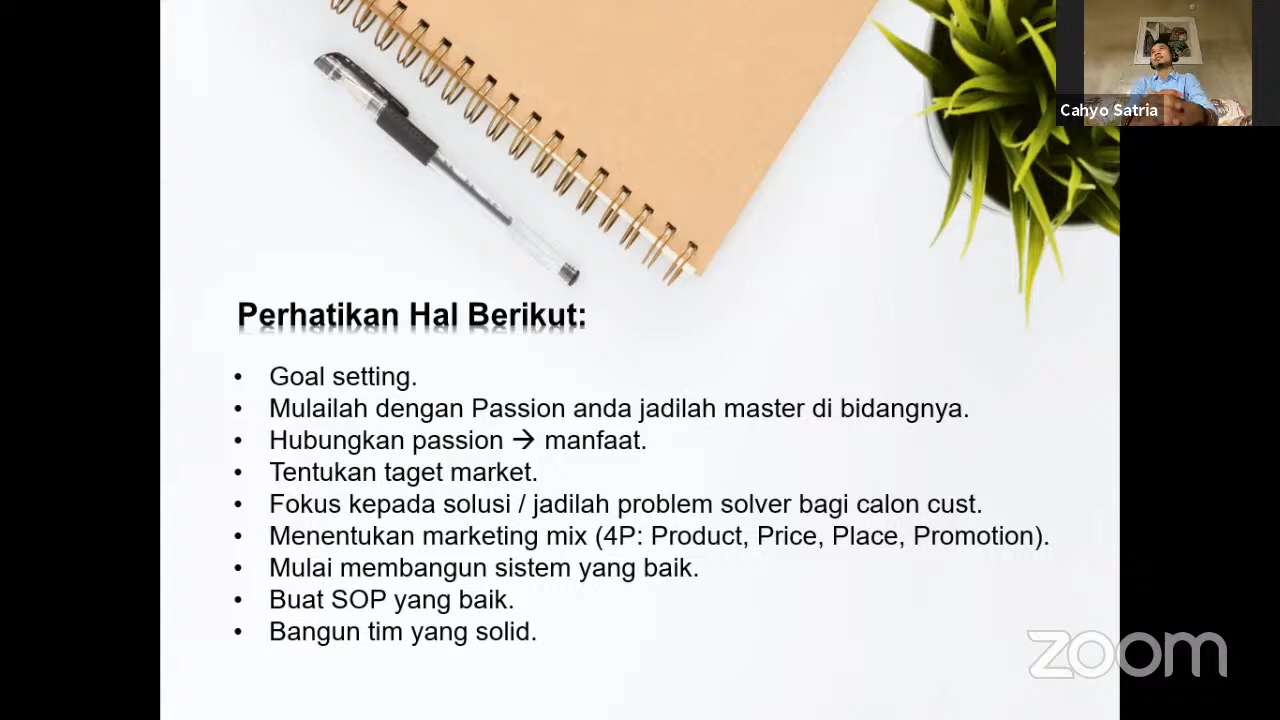 Cahyo Satria
Perhatikan Hal Berikut:
• Goal setting.
• Mulailah dengan Passion anda jadilah master di bidangnya.
• Hubungkan passion → manfaat.
• Tentukan taget market.
• Fokus kepada solusi / jadilah problem solver bagi calon cust.
• Menentukan marketing mix (4P: Product, Price, Place, Promotion).
• Mulai membangun sistem yang baik.
• Buat SOP yang baik.
• Bangun tim yang solid.
zoom